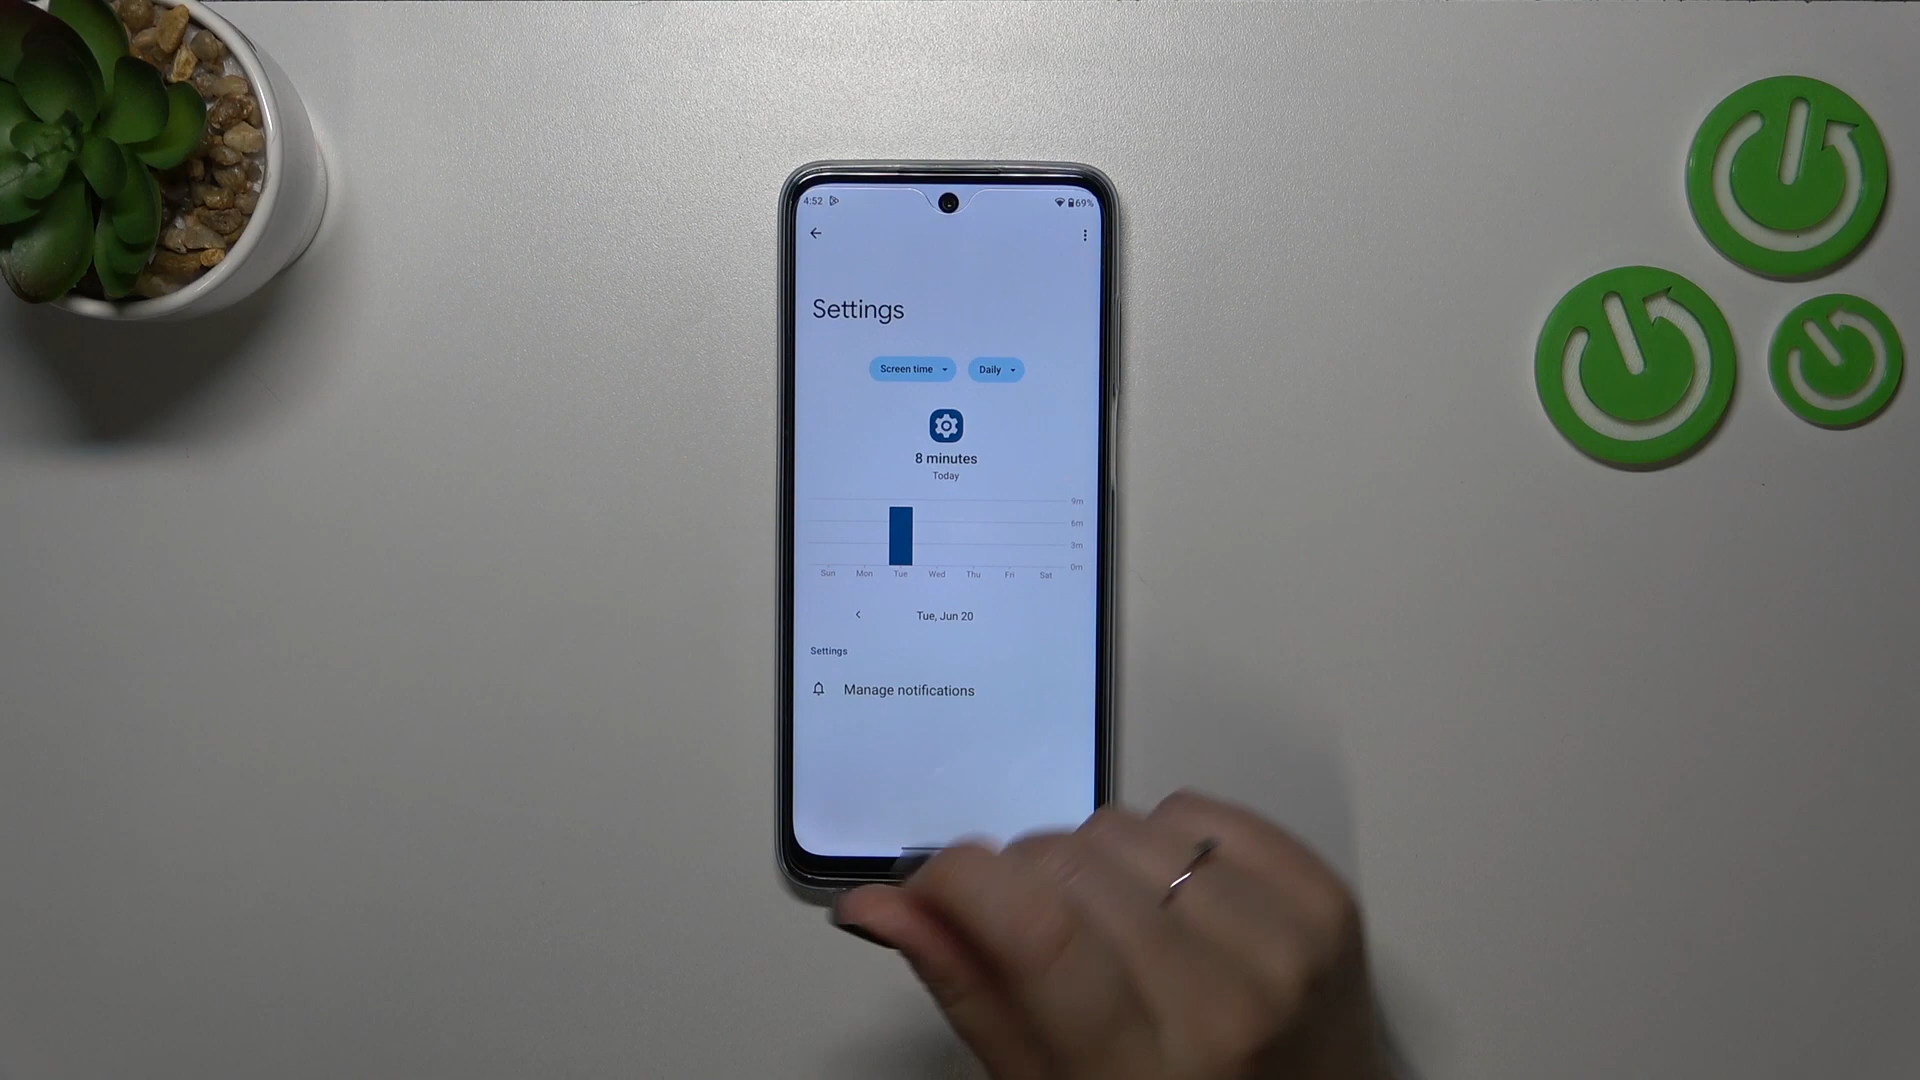 4:52
69%
Settings
Screen time
Daily
8 minutes
Today
9m
6m
3m
0m
Sun Mon Tue Wed Thu Fri Sat
Tue, Jun 20
Settings
Manage notifications